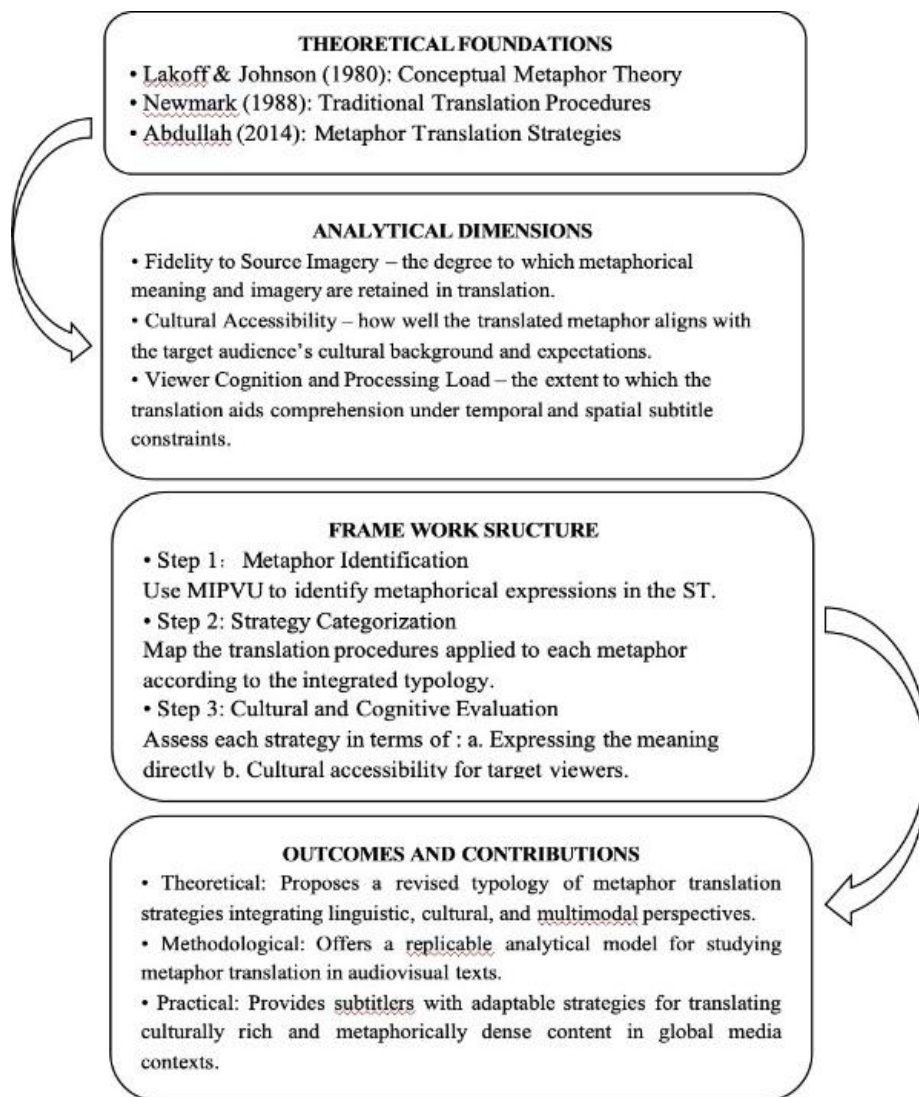 THEORETICAL FOUNDATIONS
• Lakoff & Johnson (1980): Conceptual Metaphor Theory
• Newmark (1988): Traditional Translation Procedures
• Abdullah (2014): Metaphor Translation Strategies
ANALYTICAL DIMENSIONS
• Fidelity to Source Imagery – the degree to which metaphorical
meaning and imagery are retained in translation.
• Cultural Accessibility – how well the translated metaphor aligns with
the target audience's cultural background and expectations.
• Viewer Cognition and Processing Load – the extent to which the
translation aids comprehension under temporal and spatial subtitle
constraints.
FRAME WORK SRUCTURE
• Step 1: Metaphor Identification
Use MIPVU to identify metaphorical expressions in the ST.
• Step 2: Strategy Categorization
Map the translation procedures applied to each metaphor
according to the integrated typology.
• Step 3: Cultural and Cognitive Evaluation
Assess each strategy in terms of : a. Expressing the meaning
directly b. Cultural accessibility for target viewers.
OUTCOMES AND CONTRIBUTIONS
• Theoretical: Proposes a revised typology of metaphor translation
strategies integrating linguistic, cultural, and multimodal perspectives.
• Methodological: Offers a replicable analytical model for studying
metaphor translation in audiovisual texts.
• Practical: Provides subtitlers with adaptable strategies for translating
culturally rich and metaphorically dense content in global media
contexts.